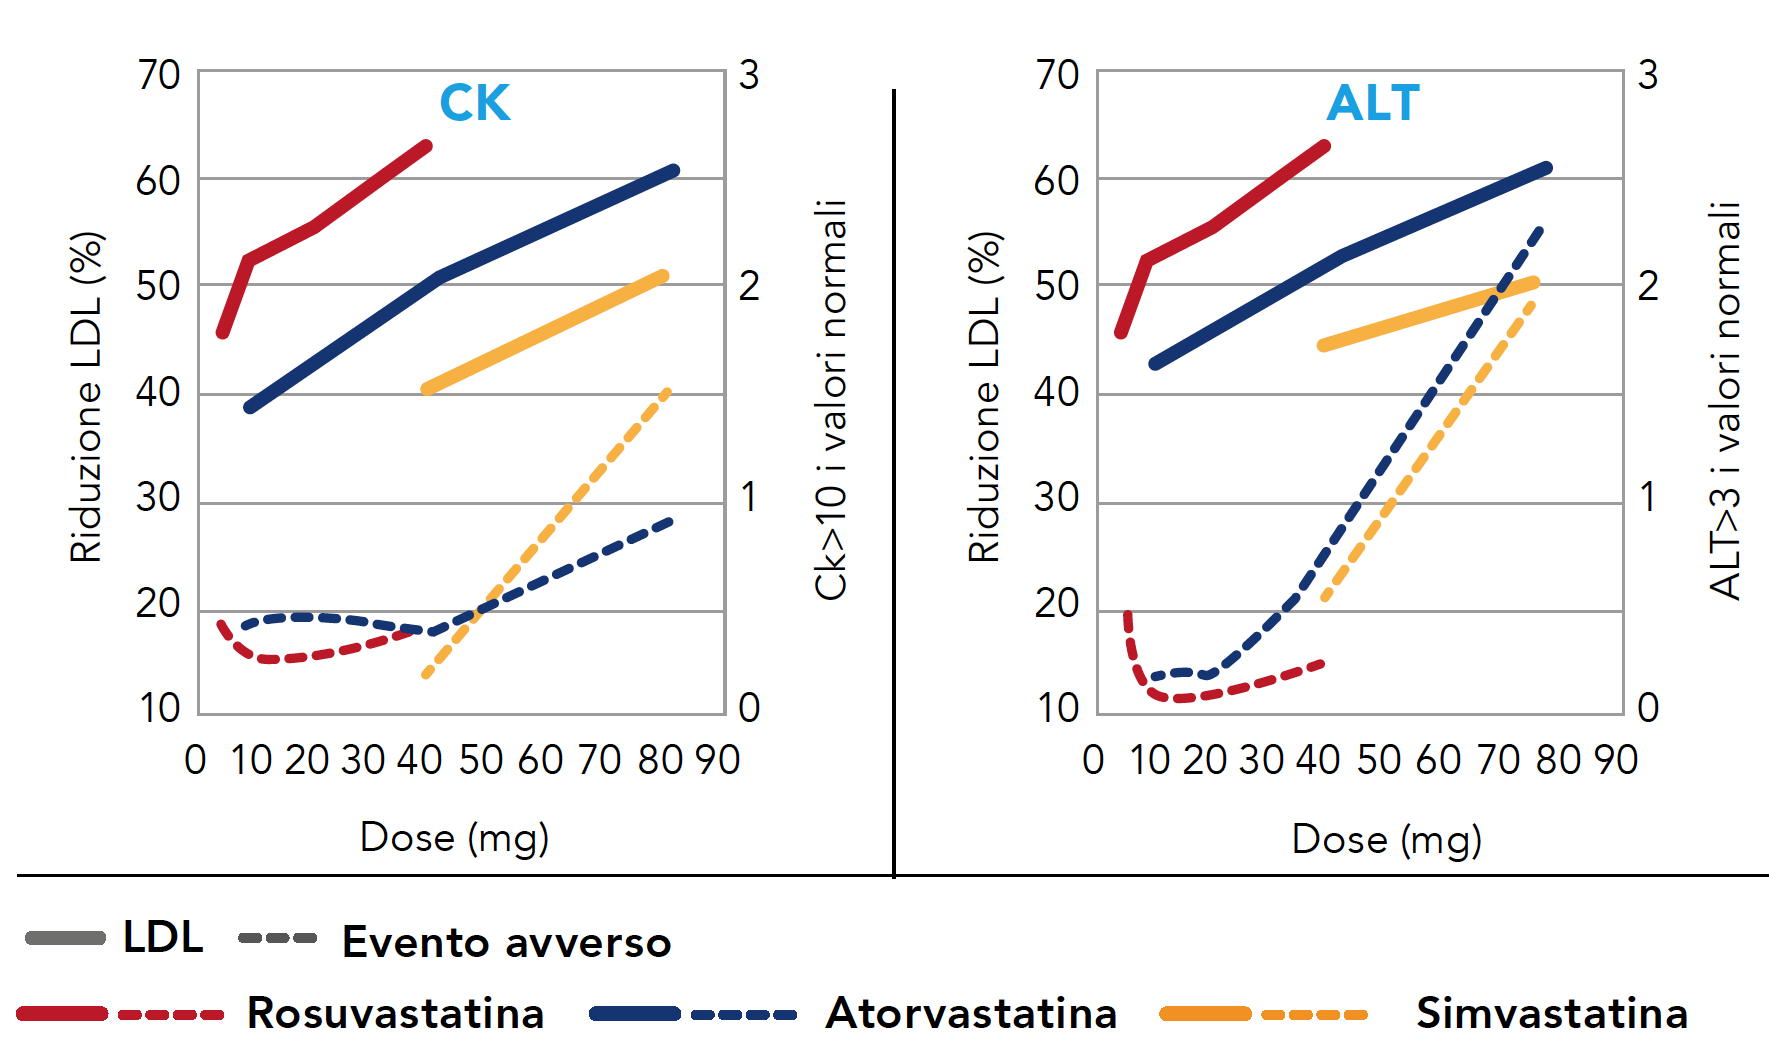 CK
70
60
50
40
30
20
10
Riduzione LDL (%)
3
2
1
0
Ck>10 i valori normali
0 10 20 30 40 50 60 70 80 90
Dose (mg)
ALT
70
60
50
40
30
20
10
Riduzione LDL (%)
3
2
1
0
ALT>3 i valori normali
0 10 20 30 40 50 60 70 80 90
Dose (mg)
LDL Evento avverso
Rosuvastatina Atorvastatina Simvastatina